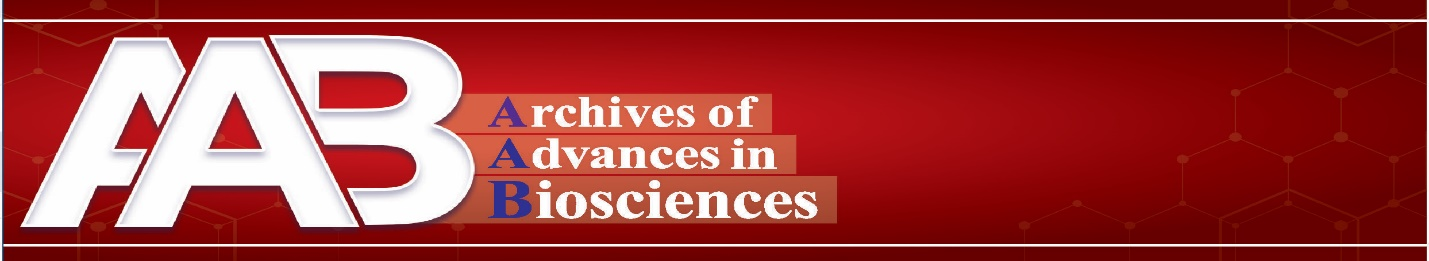 AAB
Archives of
Advances in
Biosciences